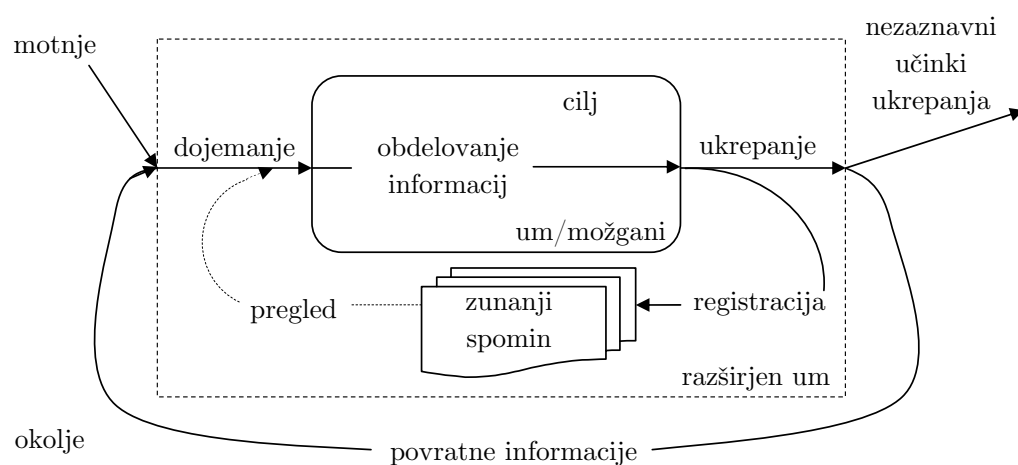 motnje
nezaznavni
učinki
ukrepanja
cilj
dojemanje
obdelovanje
informacij
ukrepanje
um/možgani
pregled
zunanji
spomin
registracija
razširjen um
okolje
povratne informacije